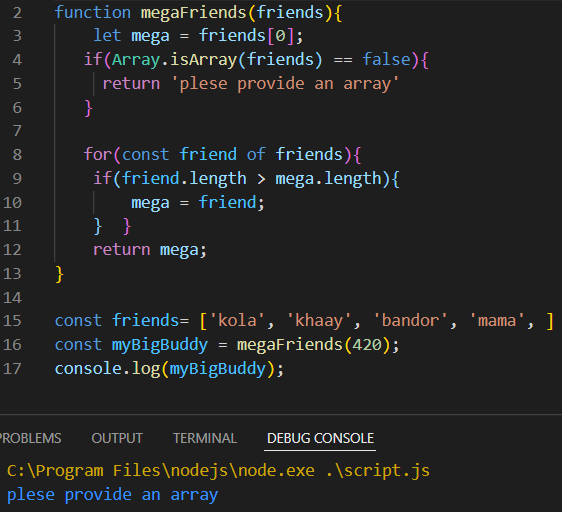 2 function megaFriends(friends){
3 let mega = friends[0];
4 if(Array.isArray(friends) == false){
5 return 'plese provide an array'
6 }
7
8 for(const friend of friends){
9 if(friend.length > mega.length){
10 mega = friend;
11 } }
12 return mega;
13 }
14
15 const friends= ['kola', 'khaay', 'bandor', 'mama', ]
16 const myBigBuddy = megaFriends(420);
17 console.log(myBigBuddy);
PROBLEMS OUTPUT TERMINAL DEBUG CONSOLE
C:\Program Files\nodejs\node.exe .\script.js
plese provide an array